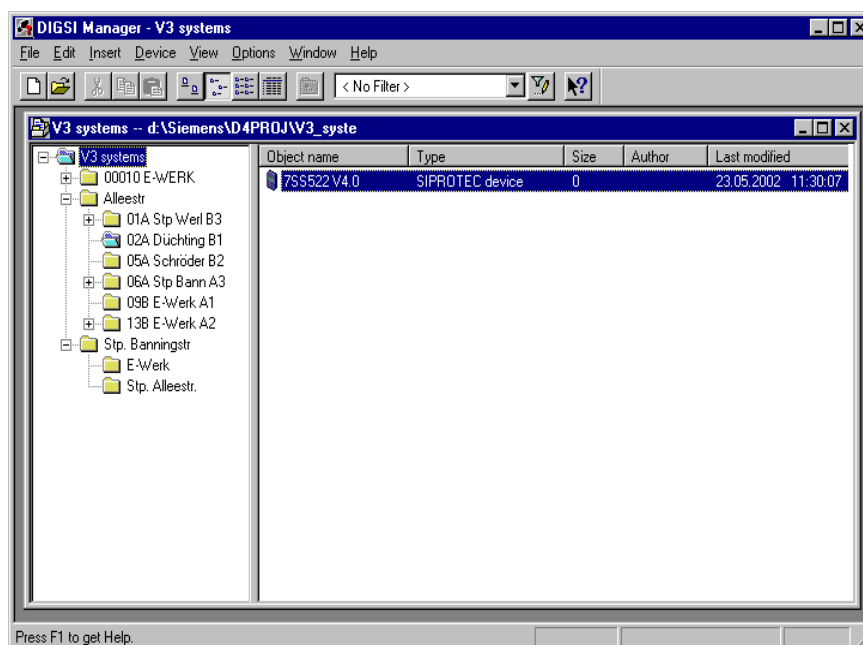 DIGSI Manager - V3 systems
File Edit Insert Device View Options Window Help
< No Filter >
V3 systems -- d:\Siemens\D4PROJ\V3_syste
V3 systems
00010 E-WERK
Alleestr
01A Stp Werl B3
02A Düchting B1
05A Schröder B2
06A Stp Bann A3
09B E-Werk A1
13B E-Werk A2
Stp. Banningstr
E-Werk
Stp. Alleestr.
Object name Type Size Author Last modified
7SS522 V4.0 SIPROTEC device 0 23.05.2002 11:30:07
Press F1 to get Help.